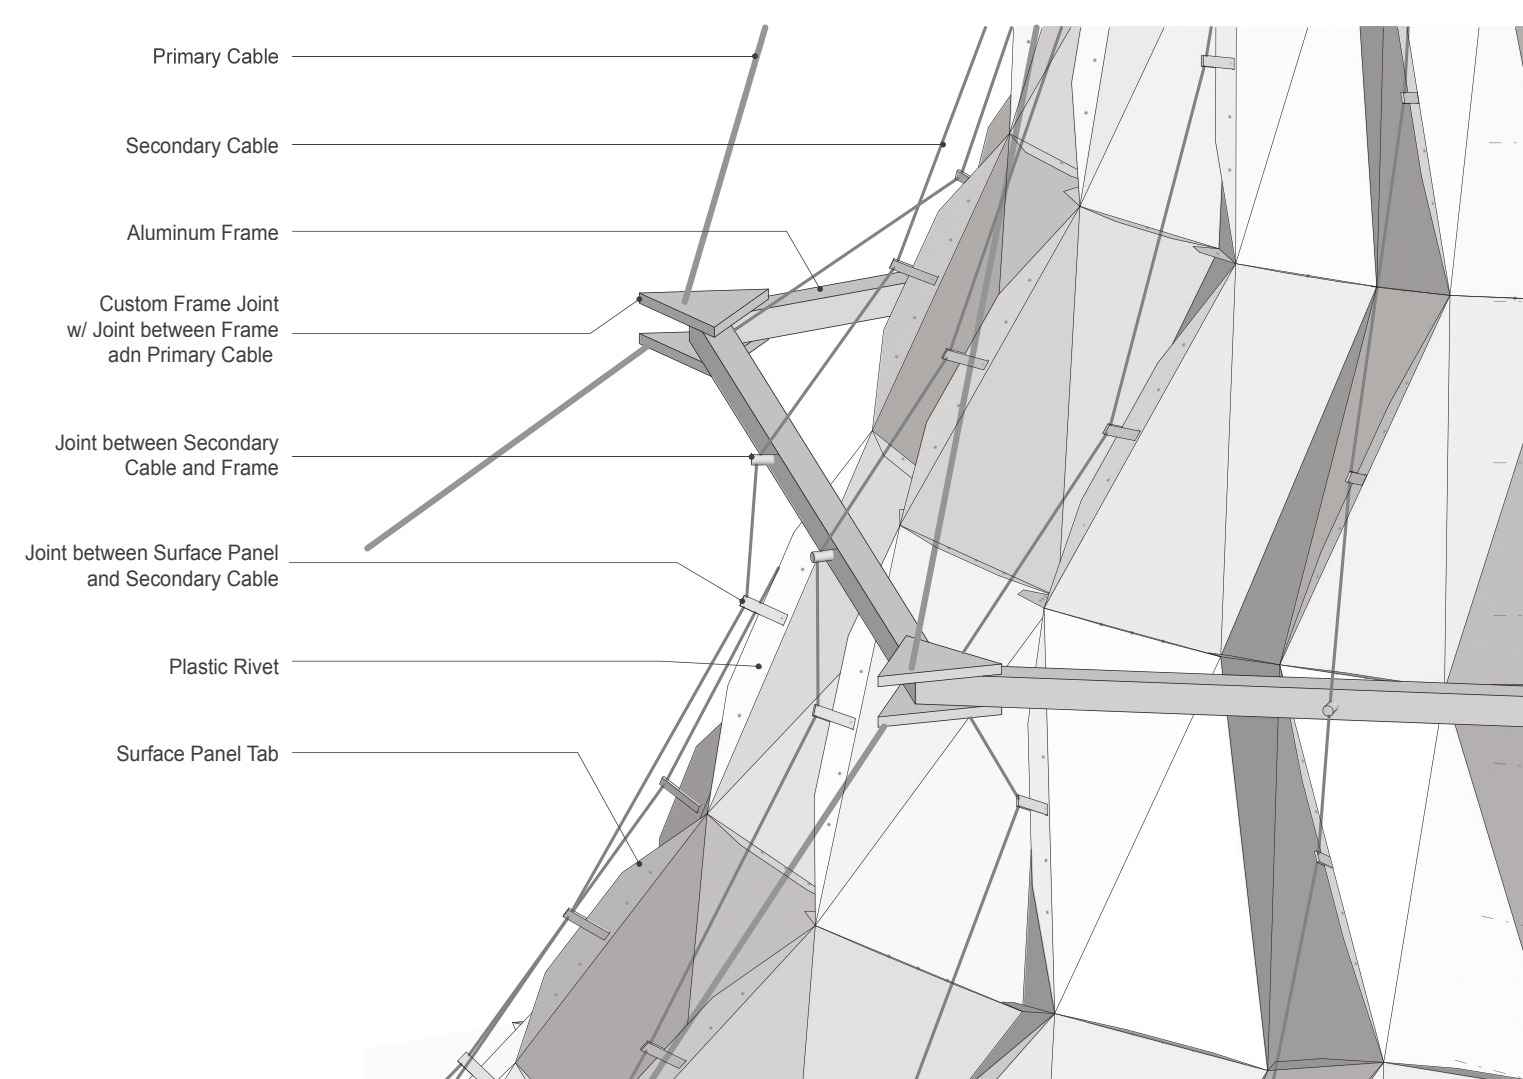 Primary Cable
Secondary Cable
Aluminum Frame
Custom Frame Joint
w/ Joint between Frame
adn Primary Cable
Joint between Secondary
Cable and Frame
Joint between Surface Panel
and Secondary Cable
Plastic Rivet
Surface Panel Tab